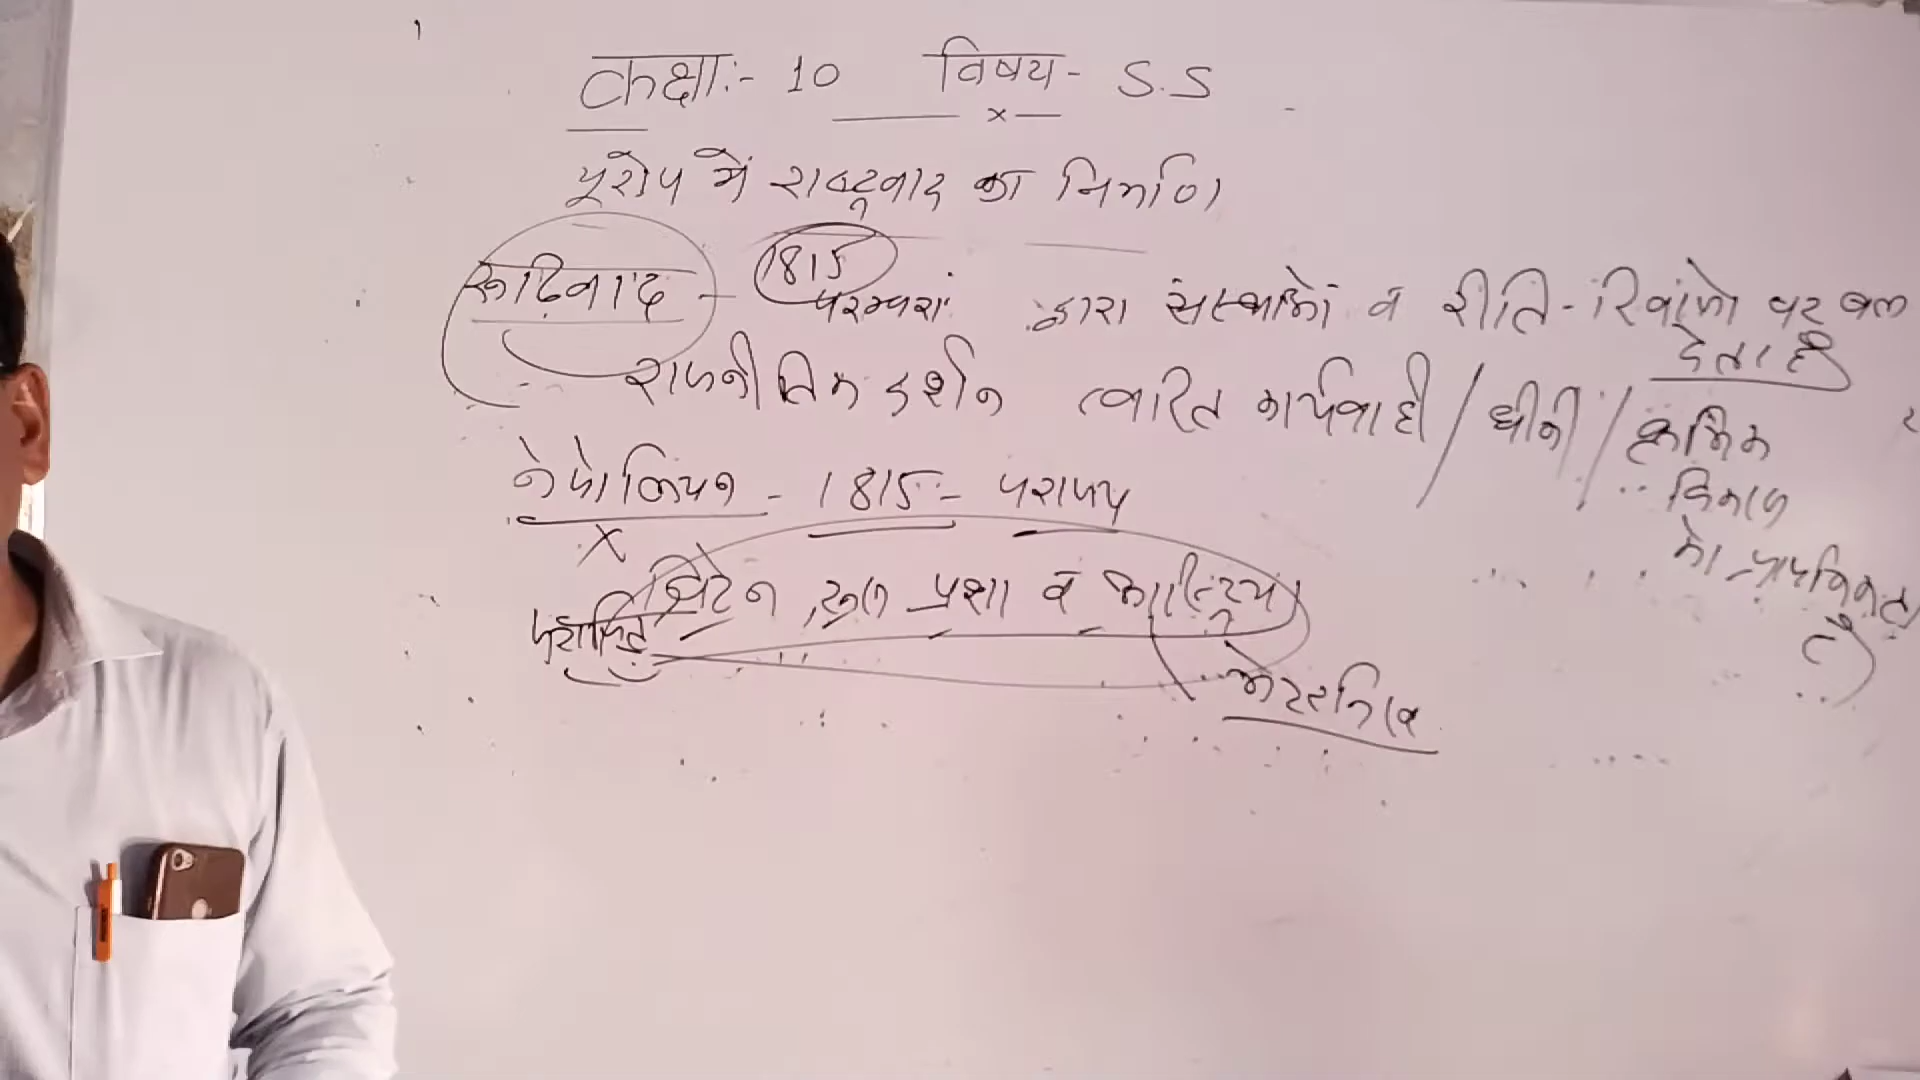 कक्षा:- 10 विषय- S.S
यूरोप में राष्ट्रवाद का निर्माण
रूढिवाद - 1815
परम्परा द्वारा संस्थाओं व रीति-रिवाजो पर बल
देता है
राजनीतिक दर्शन त्वरित कार्यवाही / धीमी / क्रमिक
विकास
को प्राथमिकता
है
नेपोलियन - 1815 - पराजय
ब्रिटेन, रूस प्रशा व आस्ट्रिया
पराजित
मेटरनिख